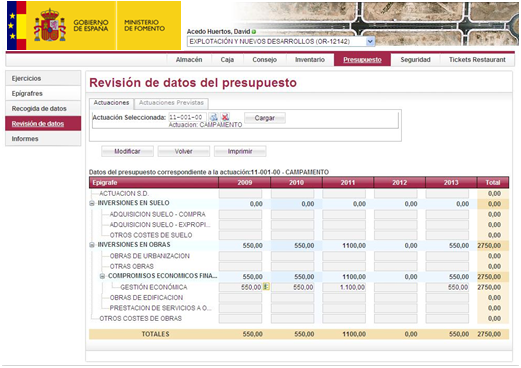 GOBIERNO DE ESPAÑA
MINISTERIO DE FOMENTO
Acedo Huertos, David
EXPLOTACIÓN Y NUEVOS DESARROLLOS (OR-12142)
Almacén Caja Consejo Inventario Presupuesto Seguridad Tickets Restaurant
Ejercicios
Epígrafes
Recogida de datos
Revisión de datos
Informes
Revisión de datos del presupuesto
Actuaciones Actuaciones Previstas
Actuación Seleccionada: 11-001-00 Cargar
Actuacion: CAMPAMENTO
Modificar Volver Imprimir
Datos del presupuesto correspondiente a la actuación:11-001-00 - CAMPAMENTO
Epígrafe 2009 2010 2011 2012 2013 Total
ACTUACION S.D. 0,00
INVERSIONES EN SUELO 0,00 0,00 0,00 0,00 0,00 0,00
ADQUISICION SUELO - COMPRA 0,00
ADQUISICION SUELO - EXPROPI... 0,00
OTROS COSTES DE SUELO 0,00
INVERSIONES EN OBRAS 550,00 550,00 1100,00 0,00 550,00 2750,00
OBRAS DE URBANIZACION 0,00
OTRAS OBRAS 0,00
COMPROMISOS ECONOMICOS FINA... 550,00 550,00 1100,00 0,00 550,00 2750,00
GESTIÓN ECONÓMICA 550,00 550,00 1.100,00 550,00 2750,00
OBRAS DE EDIFICACION 0,00
PRESTACION DE SERVICIOS A O... 0,00
OTROS COSTES DE OBRAS 0,00
TOTALES 550,00 550,00 1100,00 0,00 550,00 2750,00